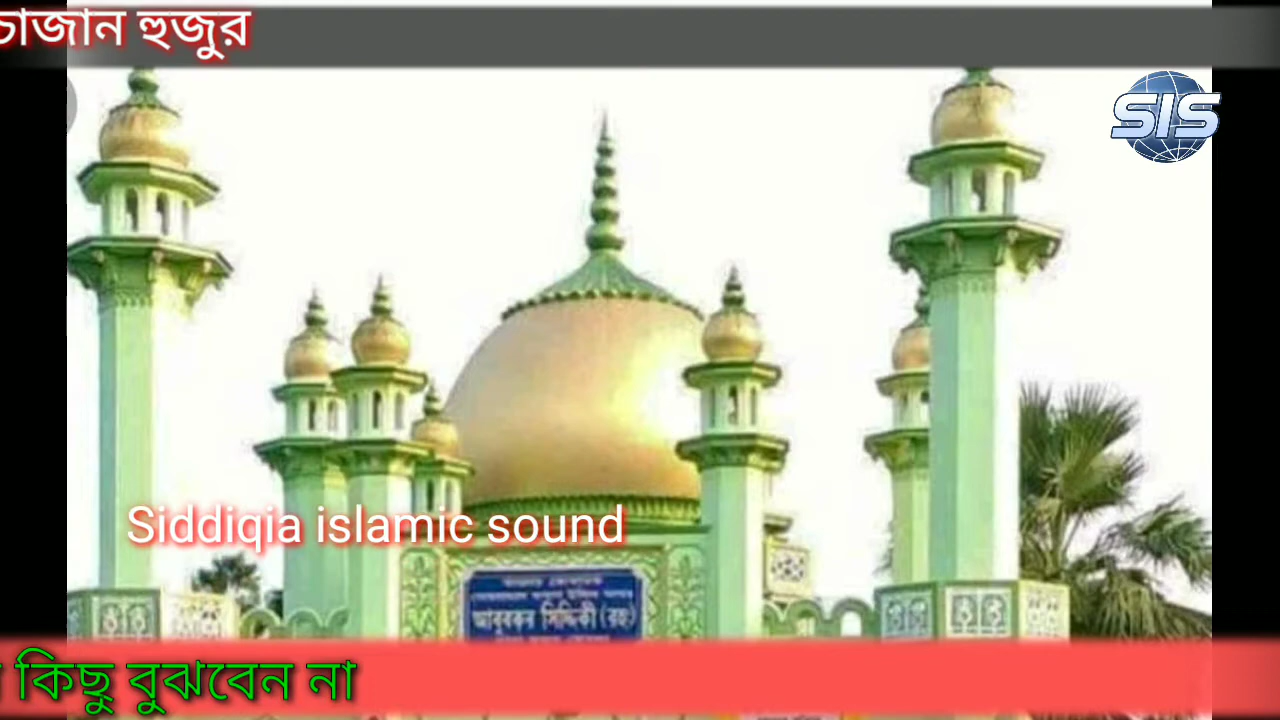 চাজান হুজুর
SIS
Siddiqia islamic sound
আবুবকর সিদ্দিকী (রহঃ)
কিছু বুঝবেন না